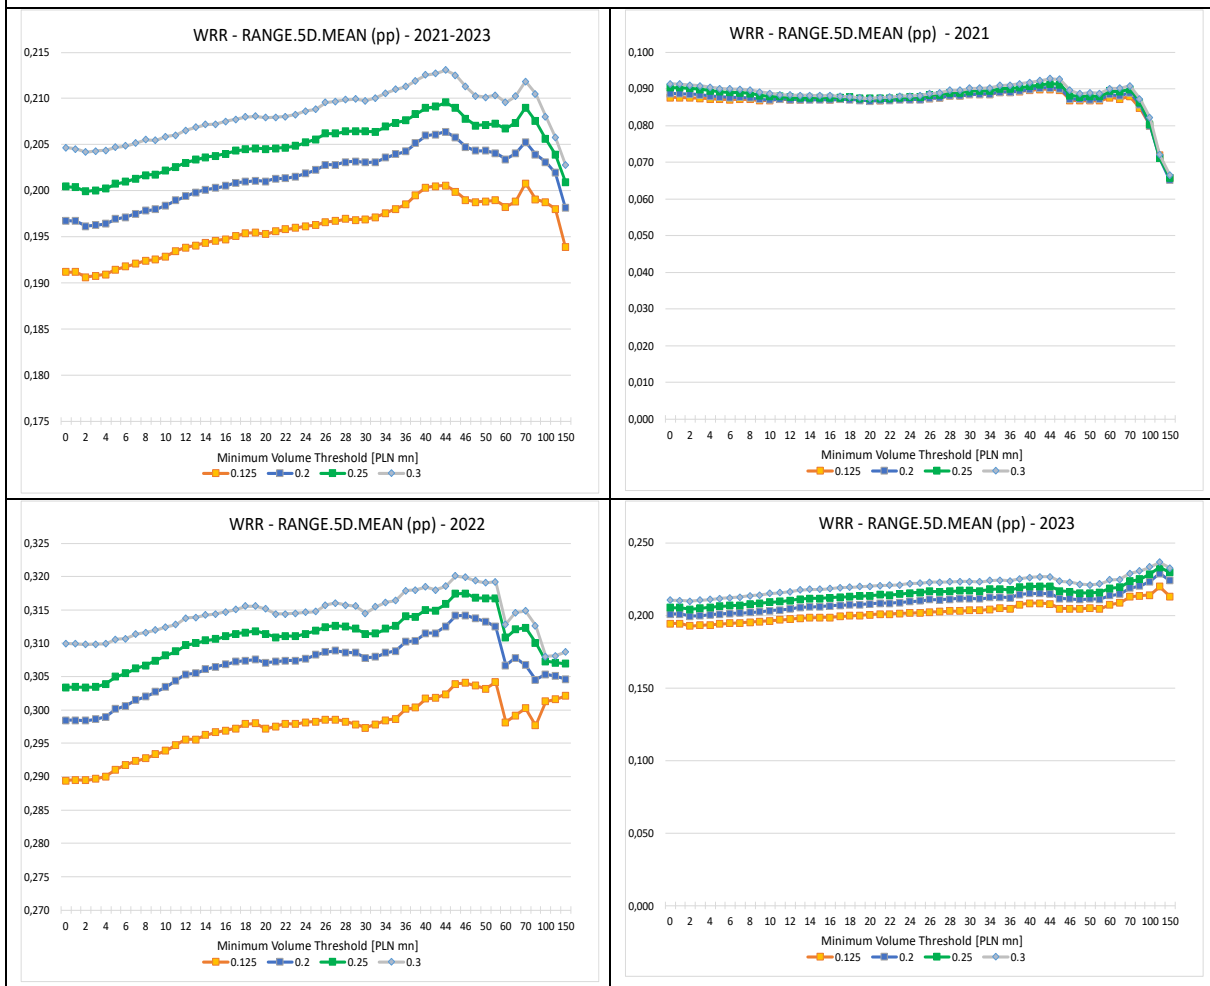 WRR - RANGE.5D.MEAN (pp) - 2021-2023
0,215
0,210
0,205
0,200
0,195
0,190
0,185
0,180
0,175
0 2 4 6 8 10 12 14 16 18 20 22 24 26 28 30 34 36 40 44 46 50 60 70 100 150
Minimum Volume Threshold [PLN mn]
0.125 0.2 0.25 0.3
WRR - RANGE.5D.MEAN (pp) - 2021
0,100
0,090
0,080
0,070
0,060
0,050
0,040
0,030
0,020
0,010
0,000
0 2 4 6 8 10 12 14 16 18 20 22 24 26 28 30 34 36 40 44 46 50 60 70 100 150
Minimum Volume Threshold [PLN mn]
0.125 0.2 0.25 0.3
WRR - RANGE.5D.MEAN (pp) - 2022
0,325
0,320
0,315
0,310
0,305
0,300
0,295
0,290
0,285
0,280
0,275
0,270
0 2 4 6 8 10 12 14 16 18 20 22 24 26 28 30 34 36 40 44 46 50 60 70 100 150
Minimum Volume Threshold [PLN mn]
0.125 0.2 0.25 0.3
WRR - RANGE.5D.MEAN (pp) - 2023
0,250
0,200
0,150
0,100
0,050
0,000
0 2 4 6 8 10 12 14 16 18 20 22 24 26 28 30 34 36 40 44 46 50 60 70 100 150
Minimum Volume Threshold [PLN mn]
0.125 0.2 0.25 0.3